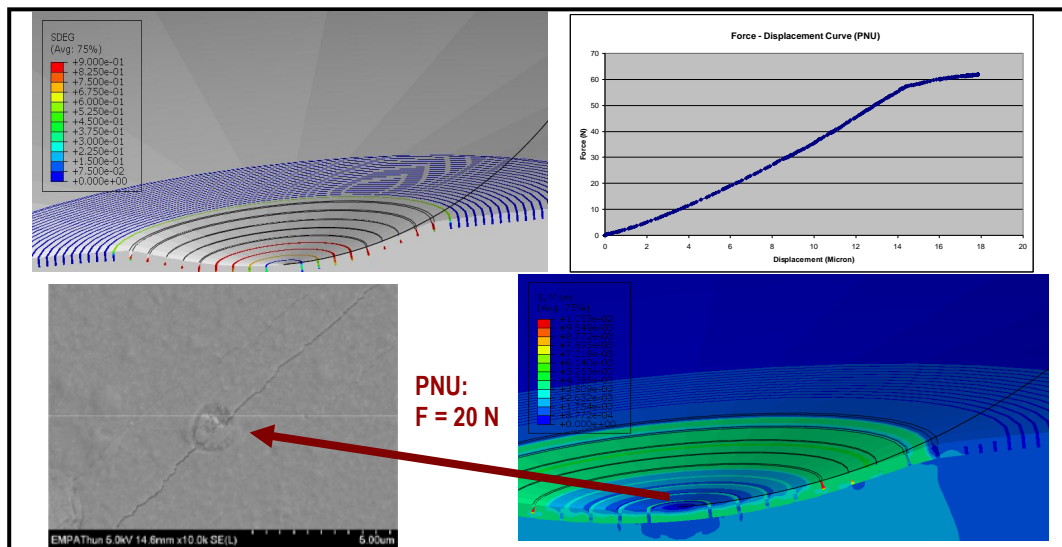 SDEG
(Avg: 75%)
+9.000e-01
+8.250e-01
+7.500e-01
+6.750e-01
+6.000e-01
+5.250e-01
+4.500e-01
+3.750e-01
+3.000e-01
+2.250e-01
+1.500e-01
+7.500e-02
+0.000e+00
Force - Displacement Curve (PNU)
Force (N)
70
60
50
40
30
20
10
0
0 2 4 6 8 10 12 14 16 18 20
Displacement (Micron)
PNU:
F = 20 N
(Avg: 75%)
+0.000e+00
EMPAThun 5.0kV 14.6mm x10.0k SE(L)
5.00um